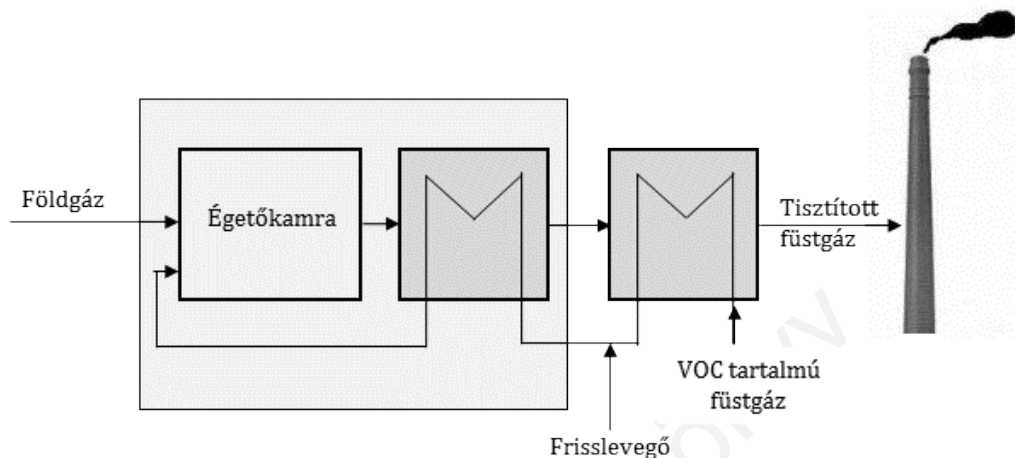 Földgáz
Égetőkamra
Tisztított
füstgáz
VOC tartalmú
füstgáz
Frisslevegő